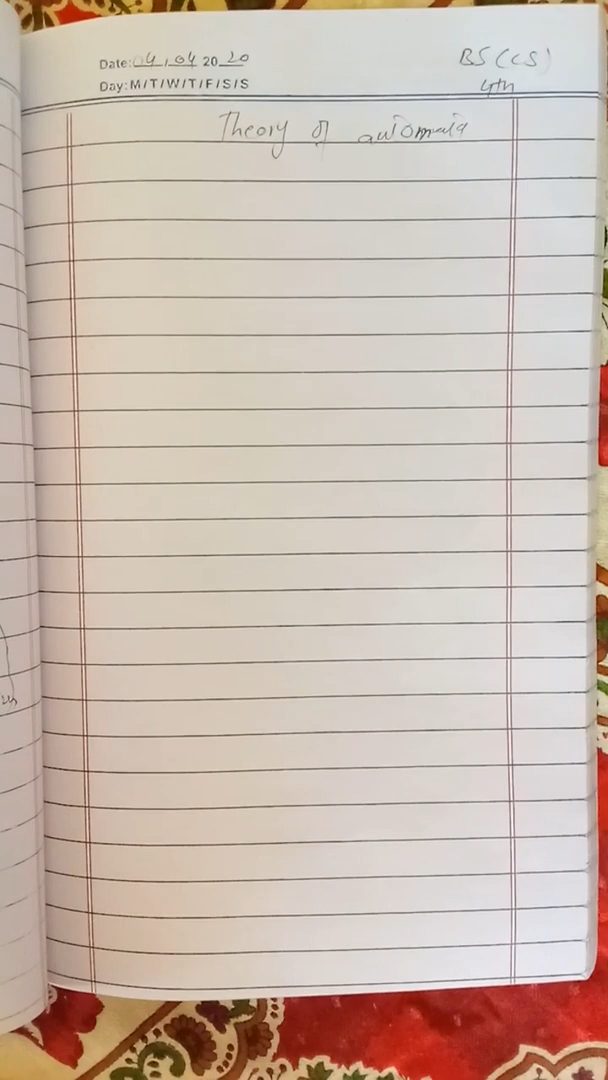 Date: 04, 04 2020
BS (CS)
Day: M/T/W/T/F/S/S
4th
Theory of automata